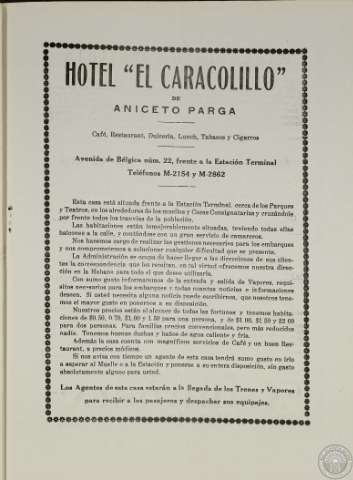 HOTEL "EL CARACOLILLO"
DE
ANICETO PARGA
Café, Restaurant, Dulcería, Lunch, Tabacos y Cigarros
Avenida de Bélgica núm. 22, frente a la Estación Terminal
Teléfonos M-2154 y M-2862
Esta casa está situada frente a la Estación Terminal, cerca de los Parques
y Teatros, en los alrededores de los muelles y Casas Consignatarias y cruzándole
por frente todos los tranvías de la población.
Las habitaciones están inmejorablemente situadas, teniendo todas ellas
balcones a la calle, y contándose con un gran servicio de camareros.
Nos hacemos cargo de realizar las gestiones necesarias para los embarques
y nos comprometemos a solucionar cualquier dificultad que se presente.
La Administración se ocupa de hacer llegar a las direcciones de sus clien-
tes la correspondencia que les reciban, en tal virtud ofrecemos nuestra direc-
ción en la Habana para todo el que desee utilizarla.
Con sumo gusto informamos de la entrada y salida de Vapores, requi-
sitos necesarios para los embarques y todas cuantas noticias e informaciones
deseen. Si usted necesita alguna noticia puede escribirnos, que nosotros tene-
mos el mayor gusto en ponernos a su disposición.
Nuestros precios están al alcance de todas las fortunas y tenemos habita-
ciones de $0.50, 0.70, $1.00 y 1.50 para una persona, y de $1.00, $1.50 y $2.00
para dos personas. Para familias precios convencionales, pero más reducidos
nadie. Tenemos buenas duchas y baños de agua caliente y fría.
Además la casa cuenta con magníficos servicios de Café y un buen Res-
taurant, a precios módicos.
Si nos avisa con tiempo un agente de esta casa tendrá sumo gusto en irlo
a esperar al Muelle o a la Estación y ponerse a su entera disposición, sin gasto
absolutamente alguno para usted.
Los Agentes de esta casa estarán a la llegada de los Trenes y Vapores
para recibir a los pasajeros y despachar sus equipajes.